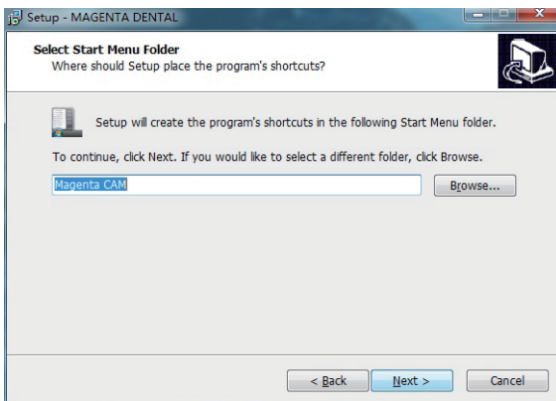 Setup - MAGENTA DENTAL
Select Start Menu Folder
Where should Setup place the program's shortcuts?
Setup will create the program's shortcuts in the following Start Menu folder.
To continue, click Next. If you would like to select a different folder, click Browse.
Magenta CAM
Browse...
< Back
Next >
Cancel